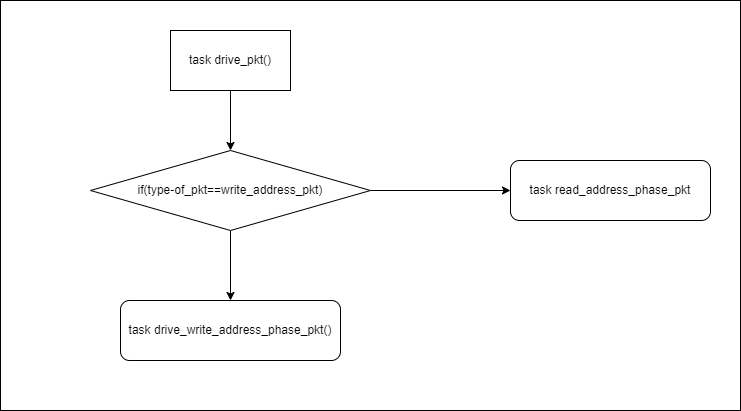 task drive_pkt()
if(type-of_pkt==write_address_pkt)
task read_address_phase_pkt
task drive_write_address_phase_pkt()